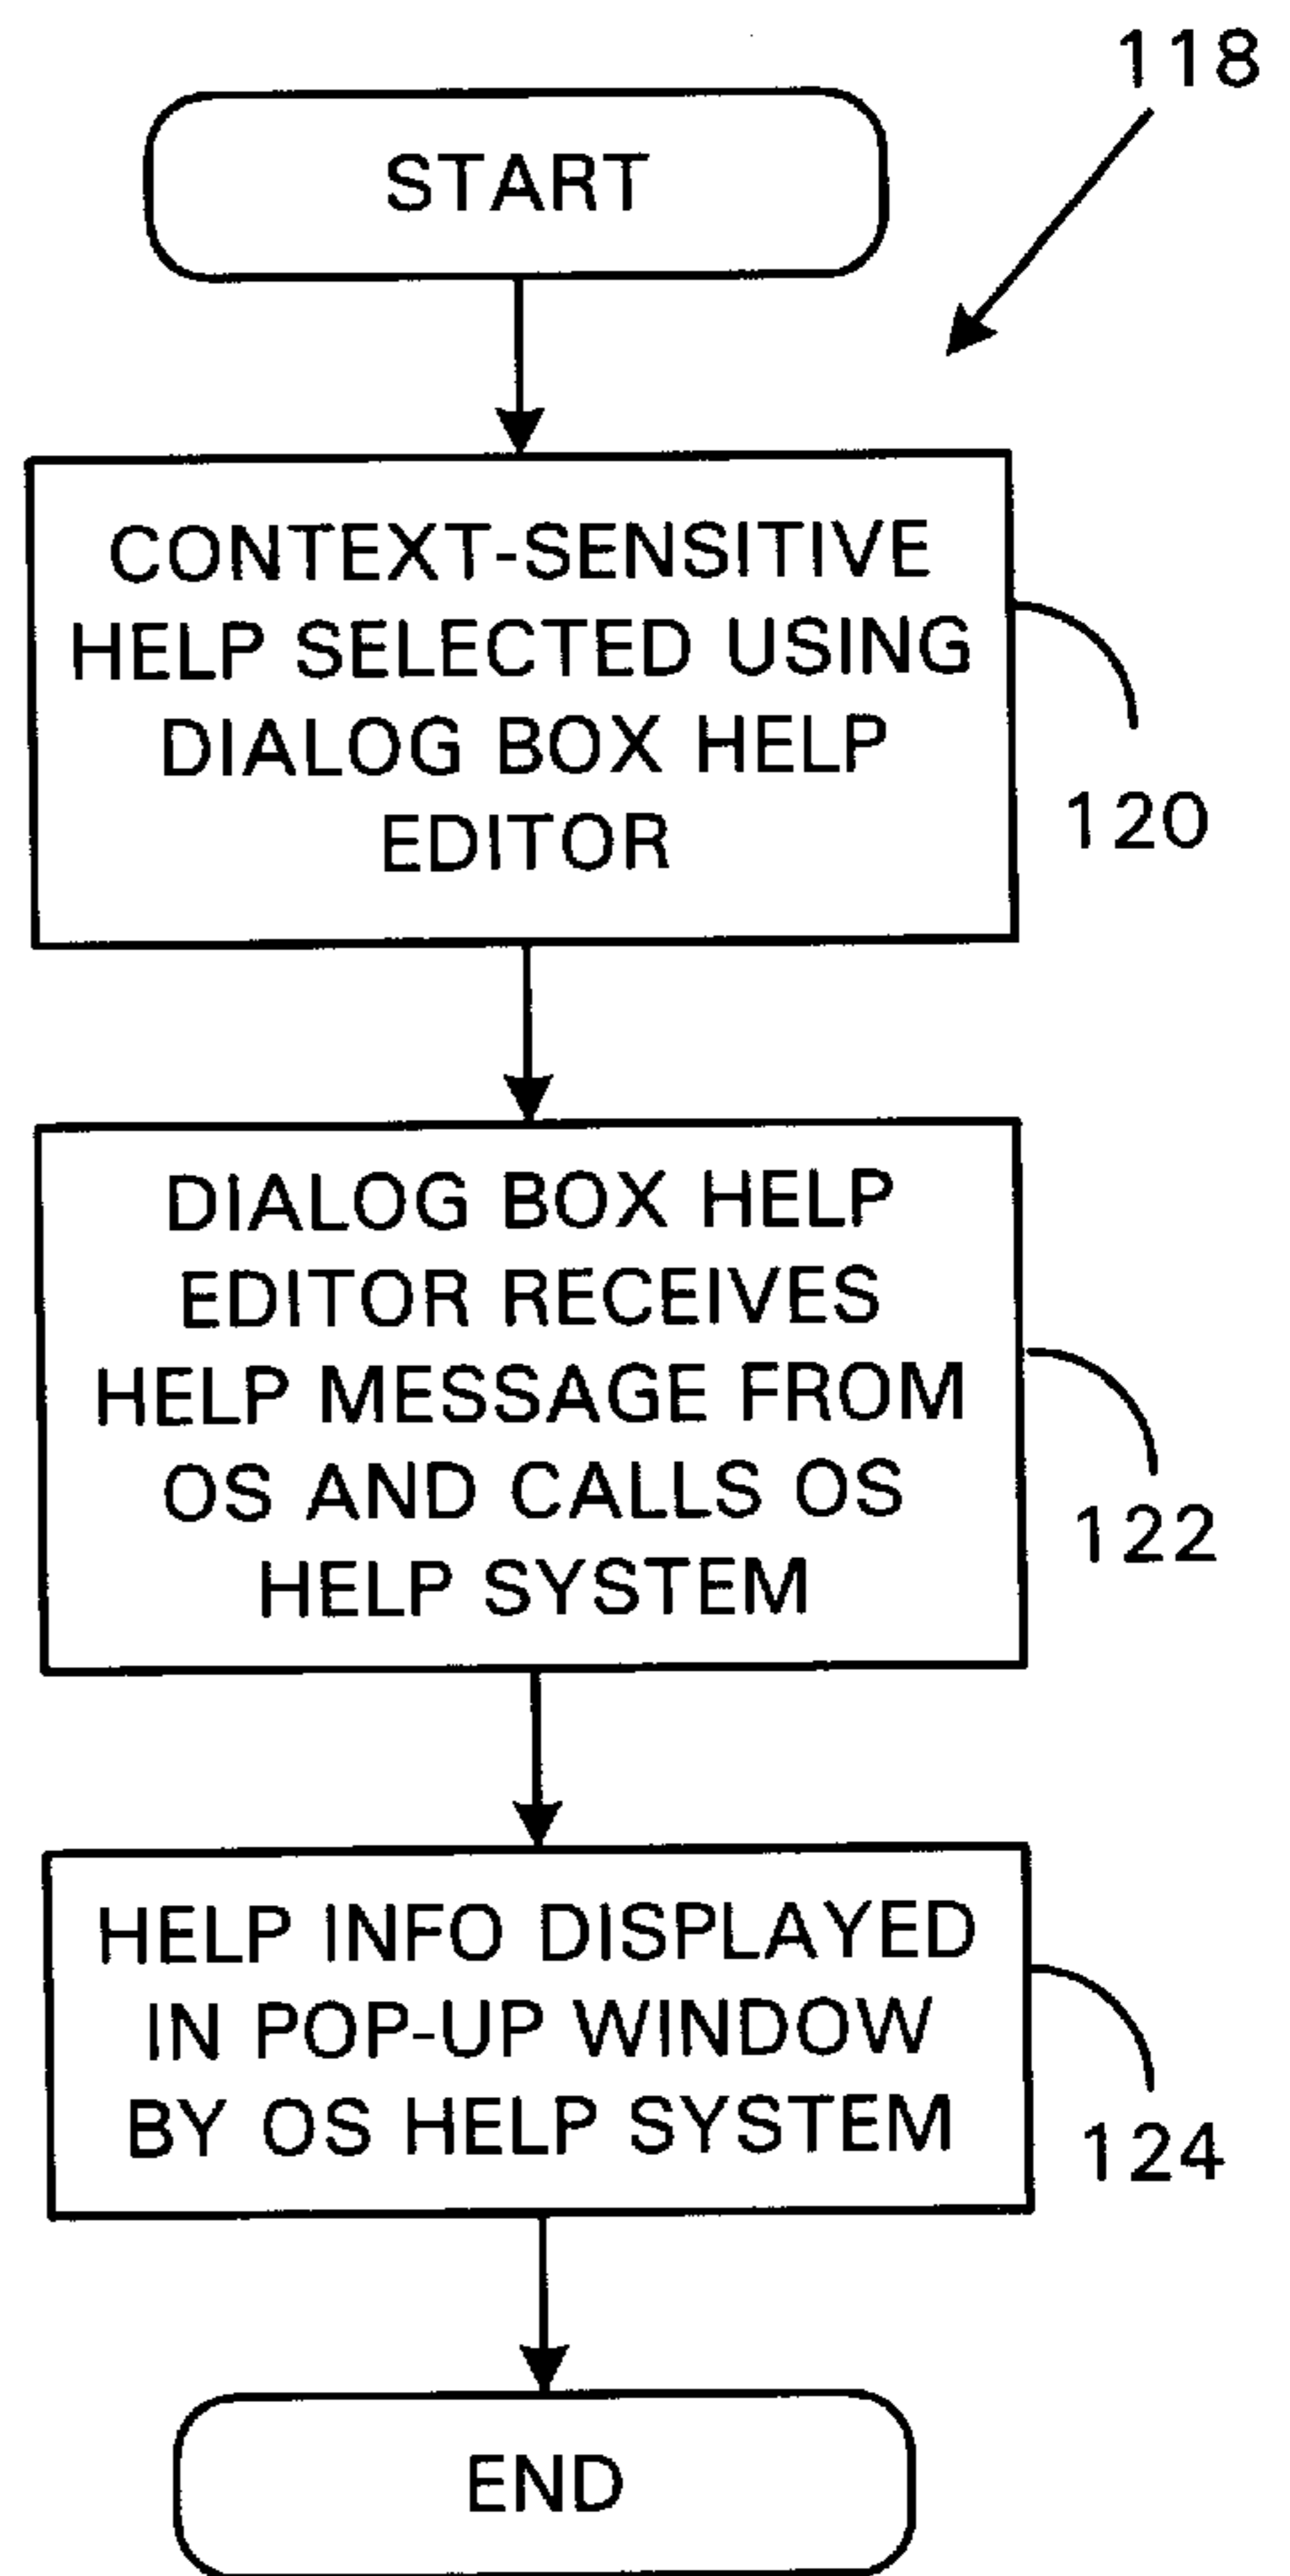 118
START
CONTEXT-SENSITIVE
HELP SELECTED USING
DIALOG BOX HELP
EDITOR
120
DIALOG BOX HELP
EDITOR RECEIVES
HELP MESSAGE FROM
OS AND CALLS OS
HELP SYSTEM
122
HELP INFO DISPLAYED
IN POP-UP WINDOW
BY OS HELP SYSTEM
124
END